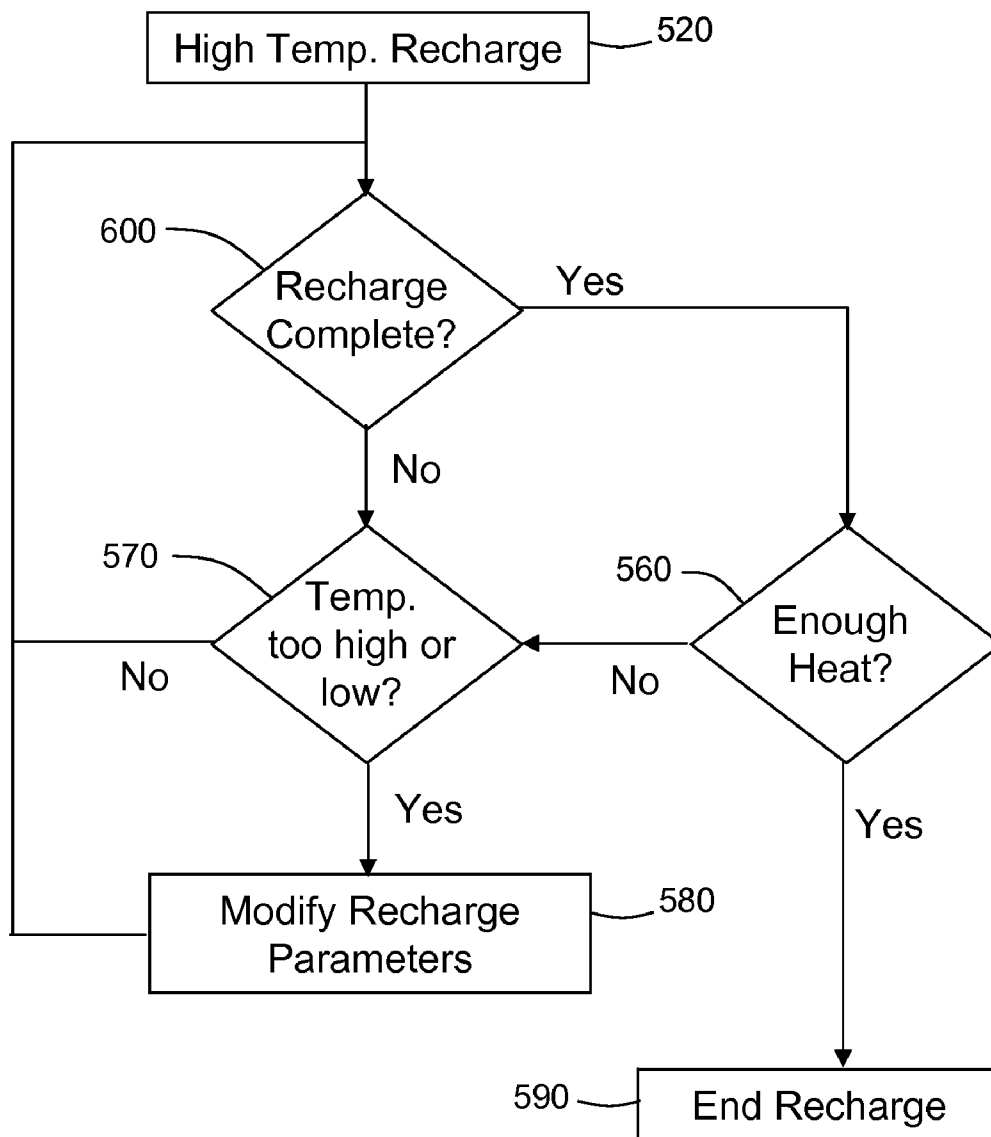 High Temp. Recharge
520
600
Recharge
Complete?
Yes
No
570
Temp.
too high or
low?
560
Enough
Heat?
No
No
Yes
Yes
Modify Recharge
Parameters
580
590
End Recharge